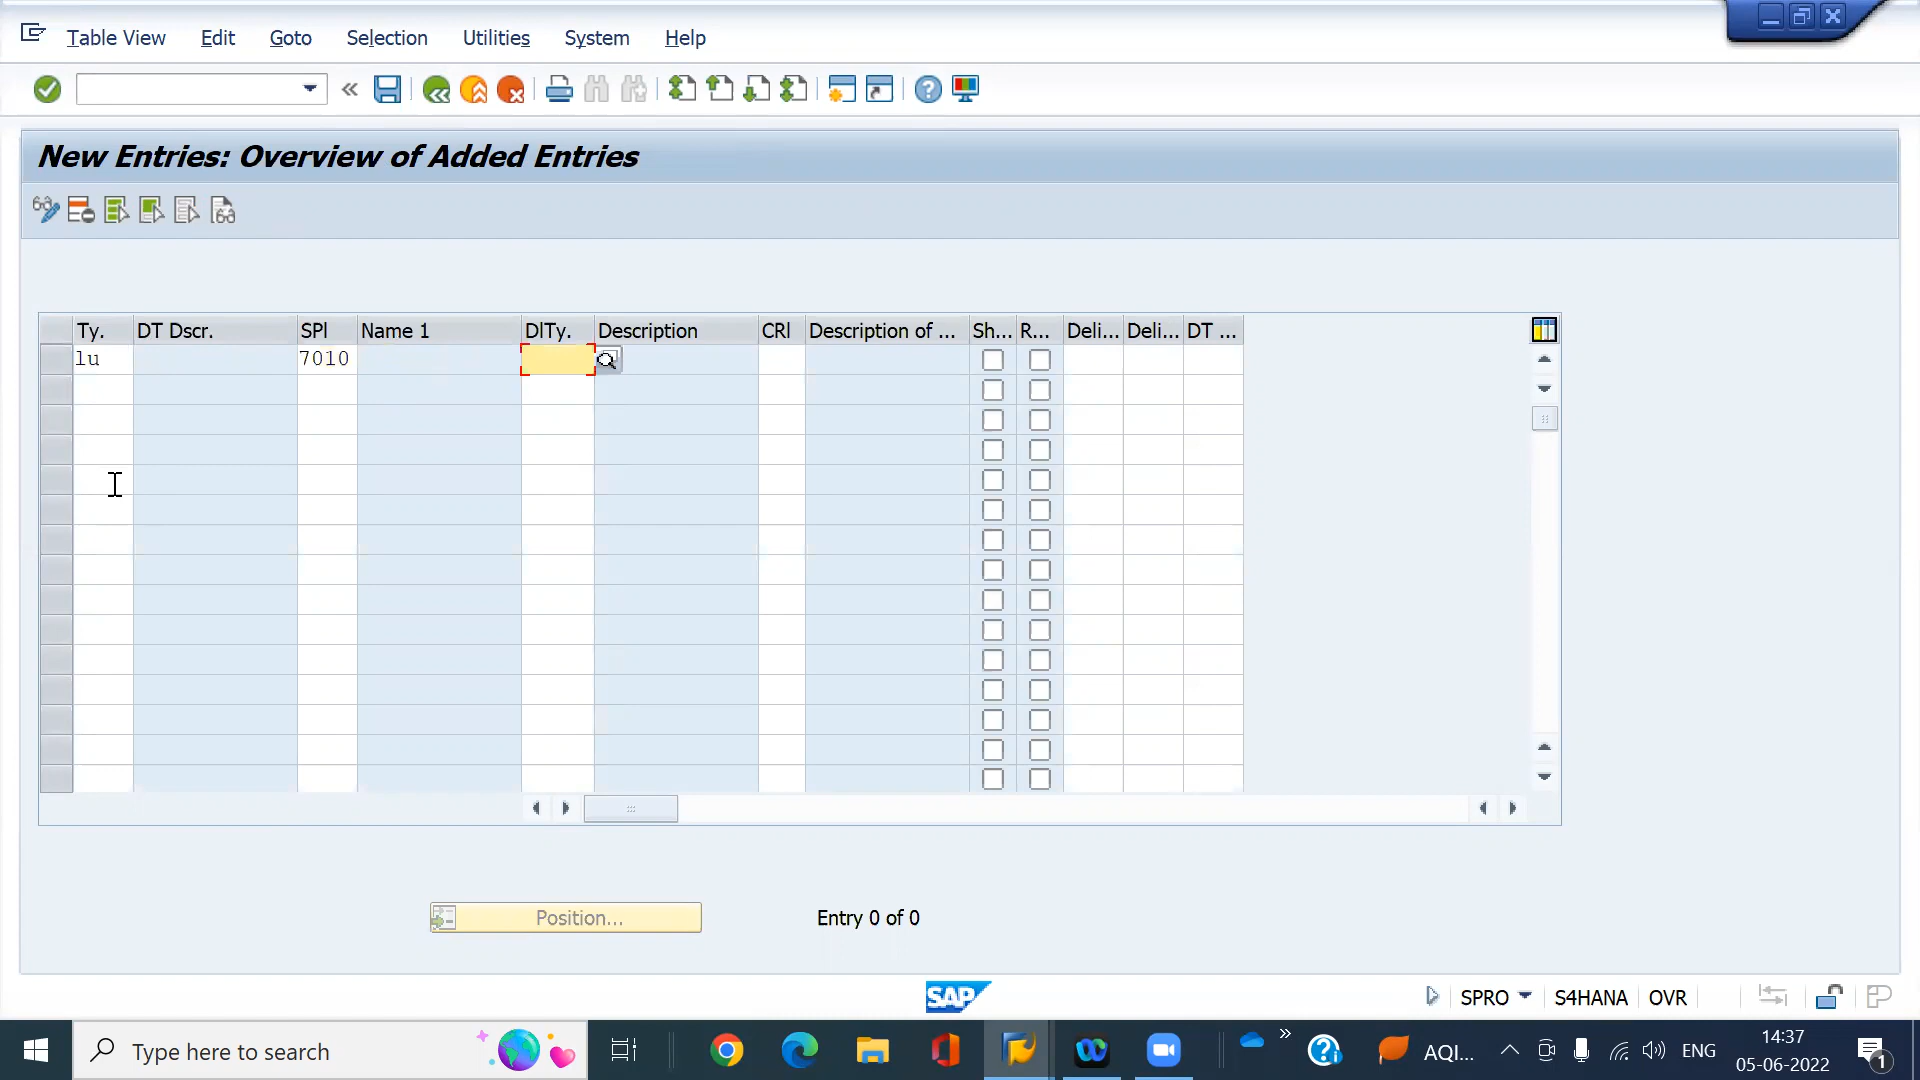 Table View Edit Goto Selection Utilities System Help
New Entries: Overview of Added Entries
Ty. DT Dscr. SPl Name 1 DlTy. Description CRl Description of ... Sh... R... Deli... Deli... DT ...
lu 7010
Position... Entry 0 of 0
SAP SPRO S4HANA OVR
Type here to search AQI... ENG 14:37
05-06-2022
1